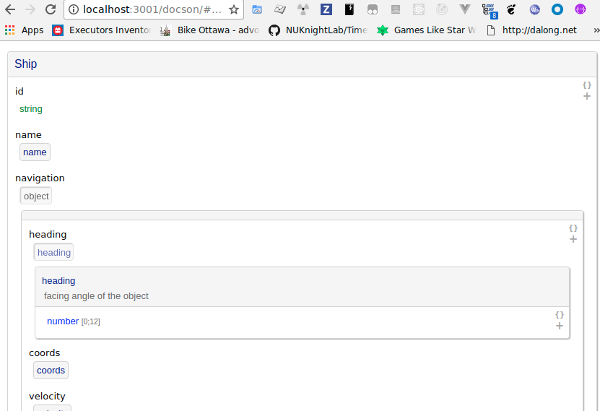 localhost:3001/docson/#...
Apps Executors Inventor Bike Ottawa - advo NUKnightLab/Time Games Like Star W http://dalong.net »
Ship
{}
+
id
string
name
name
navigation
object
{}
+
heading
heading
heading
facing angle of the object
{}
+
number [0;12]
coords
coords
velocity